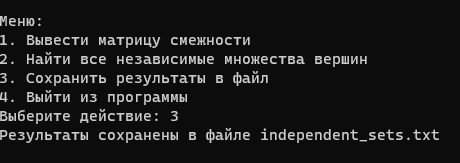 Меню:
1. Вывести матрицу смежности
2. Найти все независимые множества вершин
3. Сохранить результаты в файл
4. Выйти из программы
Выберите действие: 3
Результаты сохранены в файле independent_sets.txt